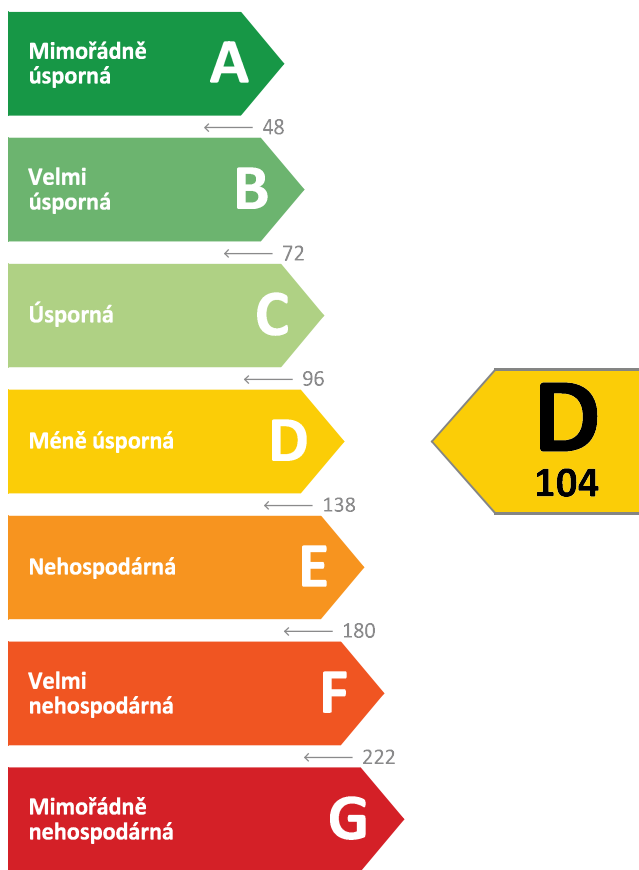 Mimořádně
úsporná
A
48
Velmi
úsporná
B
72
Úsporná
C
96
Méně úsporná
D
D
104
138
Nehospodárná
E
180
Velmi
nehospodárná
F
222
Mimořádně
nehospodárná
G